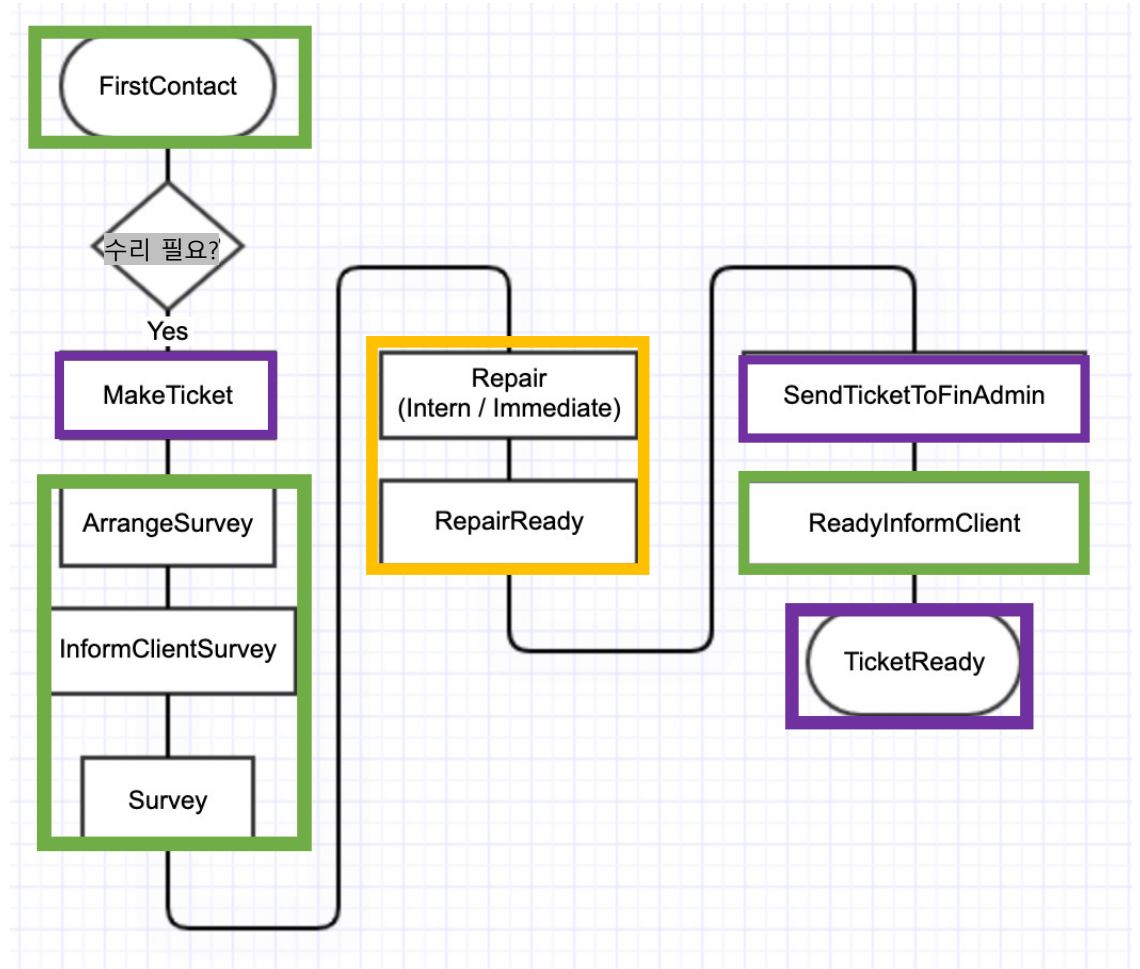 FirstContact
수리 필요?
Yes
MakeTicket
ArrangeSurvey
InformClientSurvey
Survey
Repair
(Intern / Immediate)
RepairReady
SendTicketToFinAdmin
ReadyInformClient
TicketReady